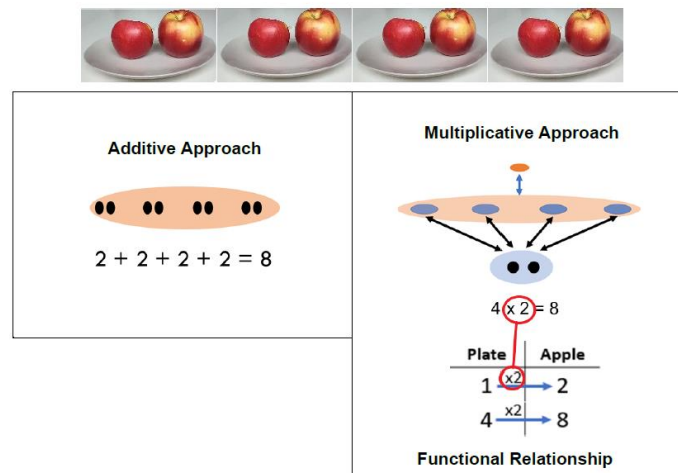 Additive Approach
2 + 2 + 2 + 2 = 8
Multiplicative Approach
4 x 2 = 8
Plate Apple
1 x2 2
4 x2 8
Functional Relationship